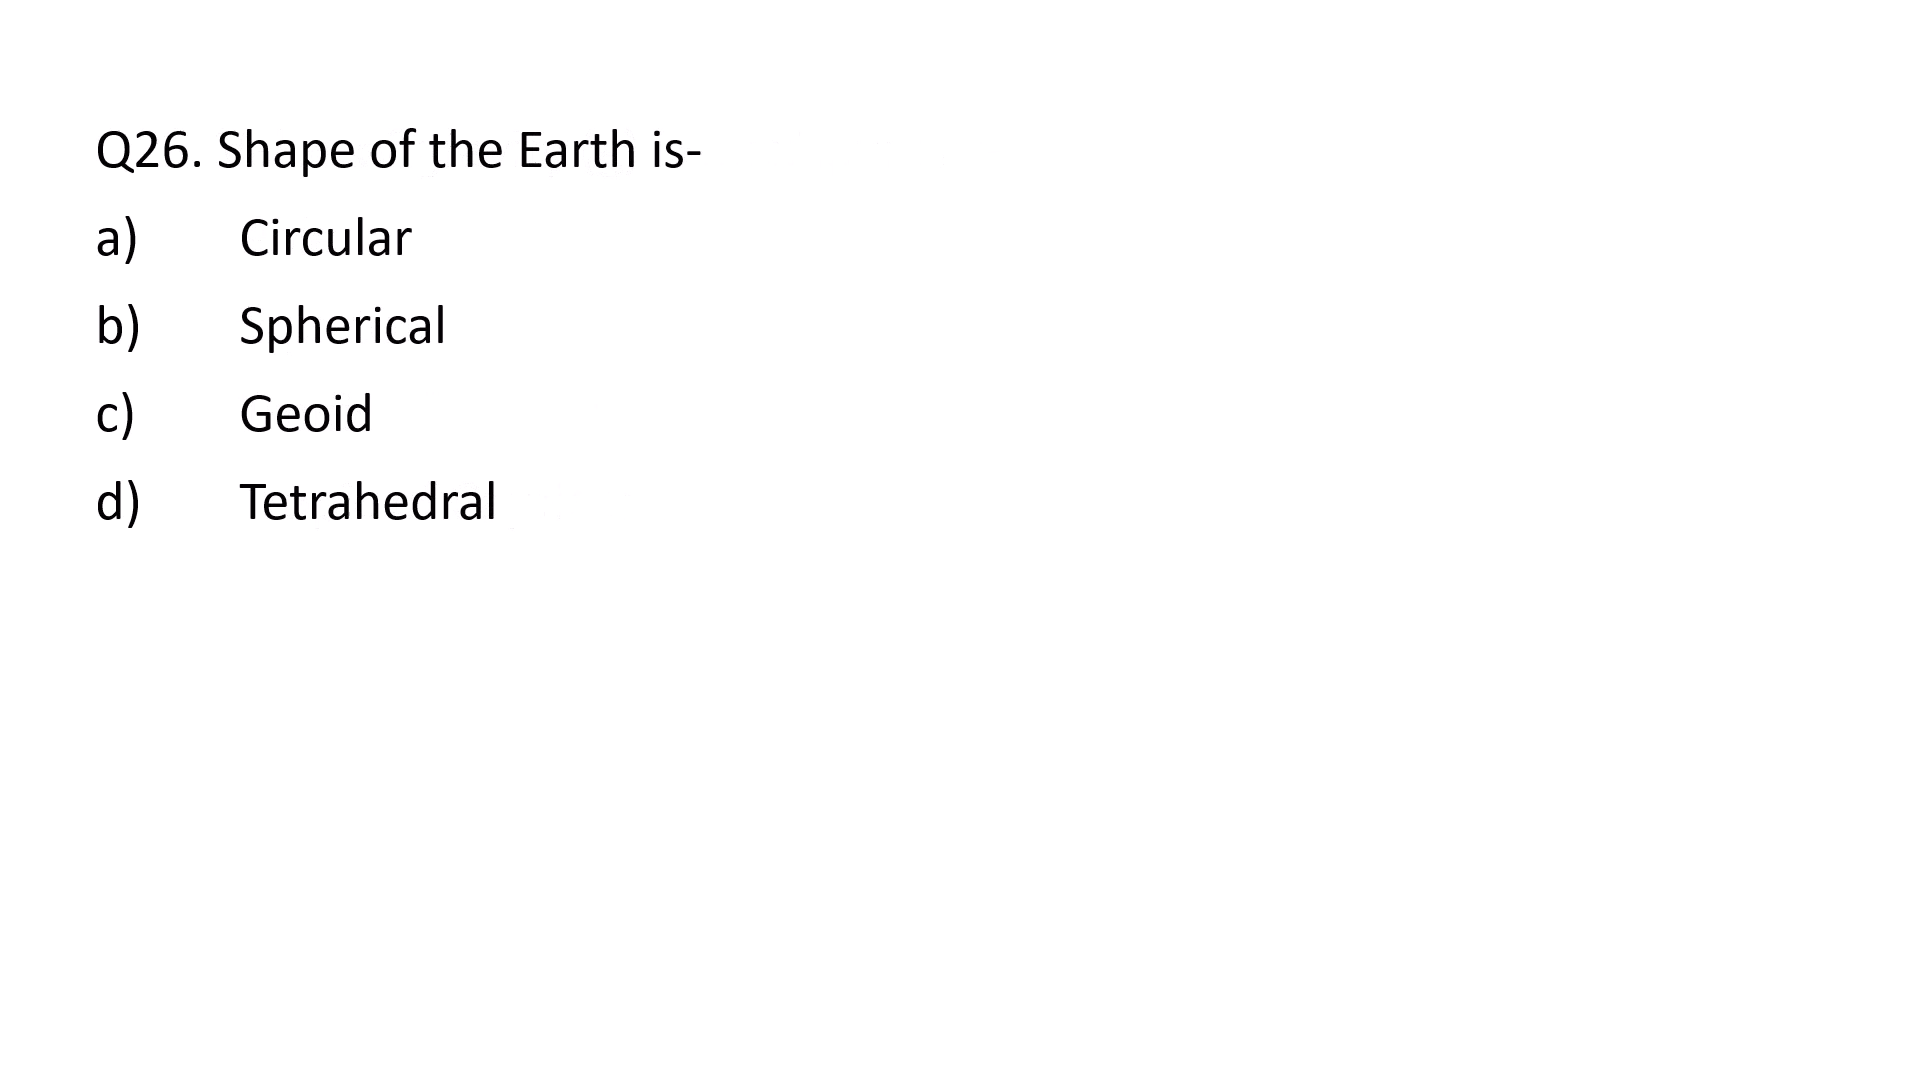 Q26. Shape of the Earth is-
a) Circular
b) Spherical
c) Geoid
d) Tetrahedral